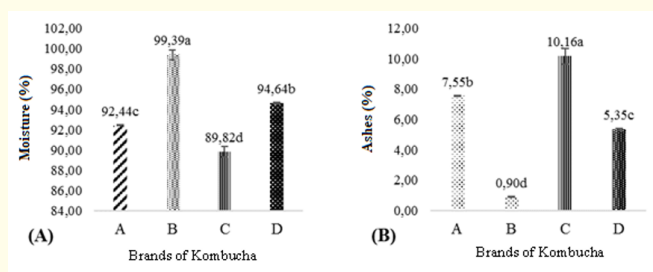 Moisture (%)
102,00
100,00
98,00
96,00
94,00
92,00
90,00
88,00
86,00
84,00
92,44c
99,39a
89,82d
94,64b
A B C D
Brands of Kombucha
(A)
Ashes (%)
12,00
10,00
8,00
6,00
4,00
2,00
0,00
7,55b
0,90d
10,16a
5,35c
A B C D
Brands of Kombucha
(B)